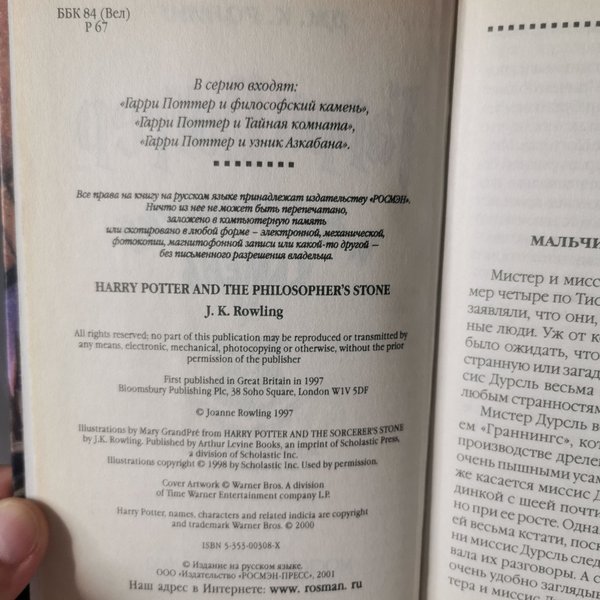 ББК 84 (Вел)
Р 67
В серию входят:
«Гарри Поттер и философский камень»,
«Гарри Поттер и Тайная комната»,
«Гарри Поттер и узник Азкабана».
Все права на книгу на русском языке принадлежат издательству «РОСМЭН».
Ничто из нее не может быть перепечатано,
заложено в компьютерную память
или скопировано в любой форме – электронной, механической,
фотокопии, магнитофонной записи или какой-то другой –
без письменного разрешения владельца.
HARRY POTTER AND THE PHILOSOPHER'S STONE
J. K. Rowling
All rights reserved; no part of this publication may be reproduced or transmitted by
any means, electronic, mechanical, photocopying or otherwise, without the prior
permission of the publisher
First published in Great Britain in 1997
Bloomsbury Publishing Plc, 38 Soho Square, London W1V 5DF
© Joanne Rowling 1997
Illustrations by Mary GrandPré from HARRY POTTER AND THE SORCERER'S STONE
by J.K. Rowling. Published by Arthur Levine Books, an imprint of Scholastic Press,
a division of Scholastic Inc.
Illustrations copyright © 1998 by Scholastic Inc. Used by permission.
Cover Artwork © Warner Bros. A division
of Time Warner Entertainment company L.P.
Harry Potter, names, characters and related indicia are copyright
and trademark Warner Bros. © 2000
ISBN 5-353-00308-X
© Издание на русском языке.
ООО «Издательство «РОСМЭН-ПРЕСС», 2001
Наш адрес в Интернете: www. rosman. ru
МАЛЬЧИ
Мистер и мисс
мер четыре по Тис
заявляли, что они,
ные люди. Уж от к
было ожидать, что
странную или загад
сис Дурсль весьма
любым странностям
Мистер Дурсль в
ем «Граннингс», кот
производстве дреле
очень пышными усам
же касается миссис Д
динкой с шеей почти
но при ее росте. Одна
ей весьма кстати, поск
ни миссис Дурсль след
вала их разговоры. А с
очень удобно заглядыв
тера и миссис Ду